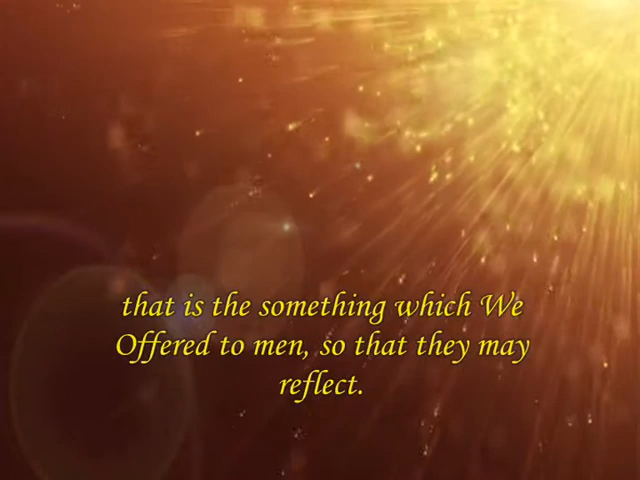 that is the something which We
Offered to men, so that they may
reflect.